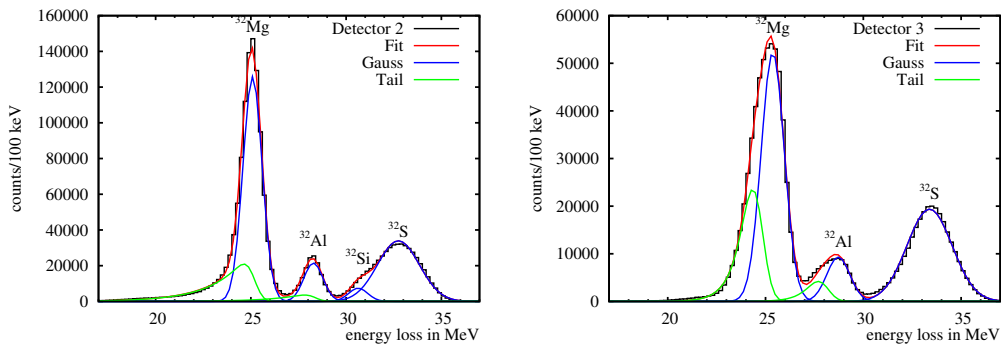 ³²Mg
Detector 2
Fit
Gauss
Tail
160000
140000
120000
100000
80000
60000
40000
20000
0
counts/100 keV
³²Al
³²Si
³²S
20 25 30 35
energy loss in MeV
³²Mg
Detector 3
Fit
Gauss
Tail
60000
50000
40000
30000
20000
10000
0
counts/100 keV
³²Al
³²S
20 25 30 35
energy loss in MeV